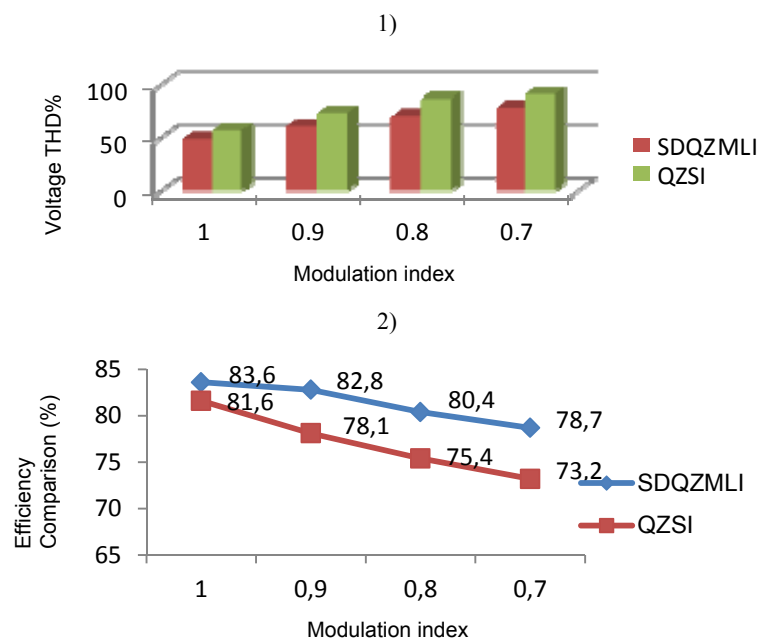 1)
Voltage THD%
100
50
0
1 0.9 0.8 0.7
Modulation index
SDQZMLI
QZSI
2)
Efficiency
Comparison (%)
85
80
75
70
65
83,6 82,8 80,4 78,7
81,6 78,1 75,4 73,2
1 0,9 0,8 0,7
Modulation index
SDQZMLI
QZSI